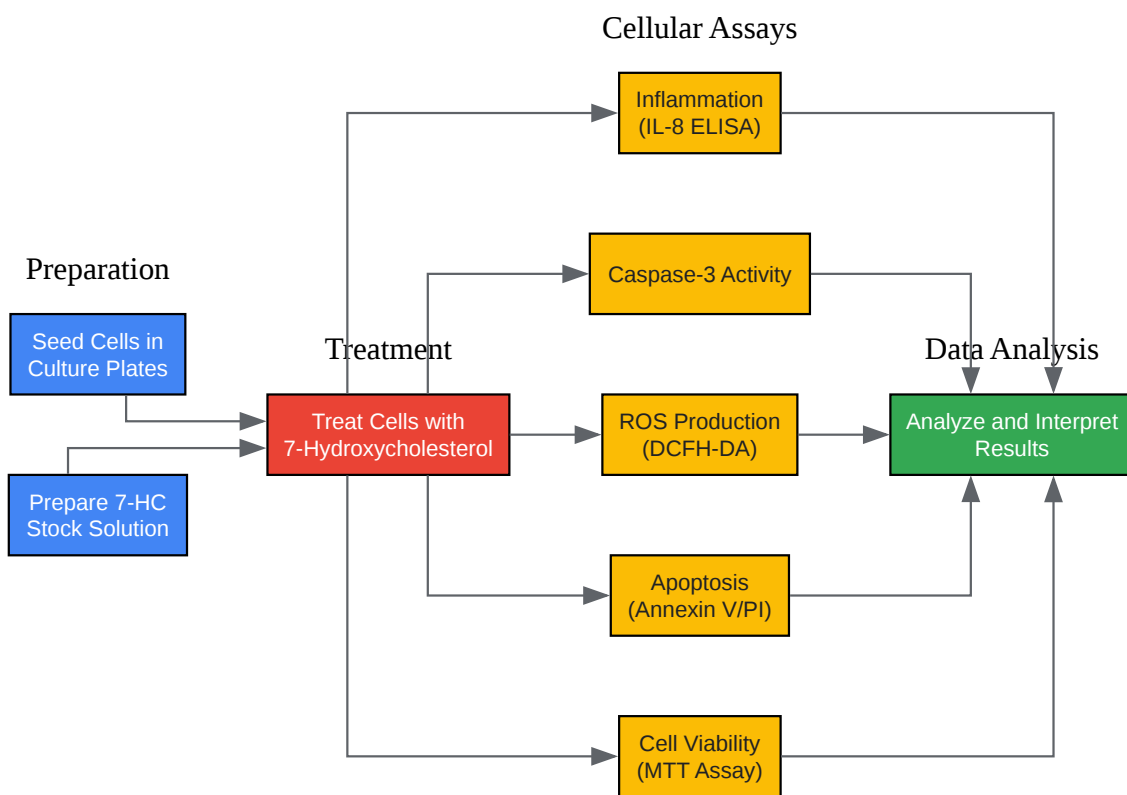 Cellular Assays
Inflammation
(IL-8 ELISA)
Preparation
Caspase-3 Activity
Seed Cells in
Culture Plates
Treatment
Data Analysis
Treat Cells with
7-Hydroxycholesterol
ROS Production
(DCFH-DA)
Analyze and Interpret
Results
Prepare 7-HC
Stock Solution
Apoptosis
(Annexin V/PI)
Cell Viability
(MTT Assay)